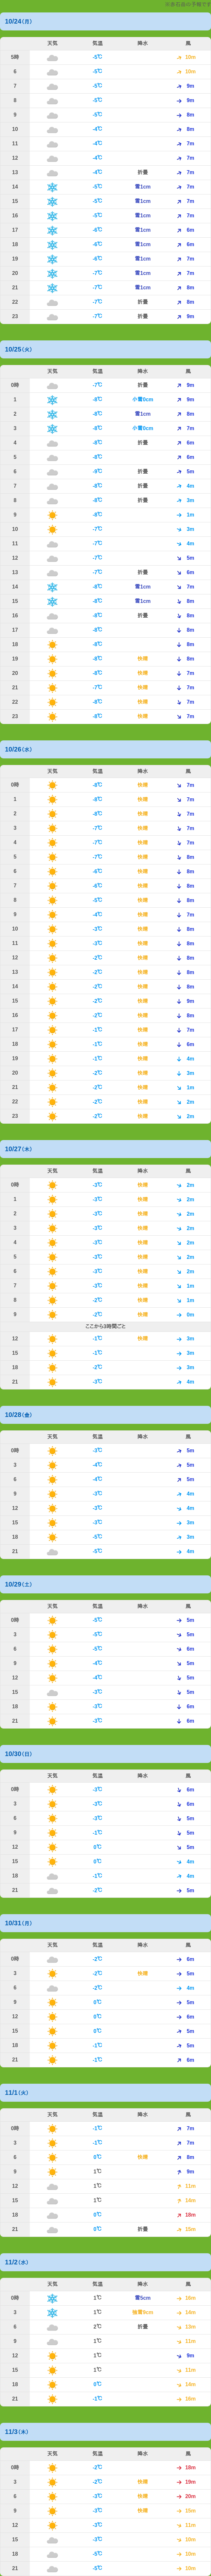 の予報です
10/24(月)
天気 気温 降水 風
5時 -5℃ 10m
6 -5℃ 10m
7 -5℃ 9m
8 -5℃ 9m
9 -5℃ 8m
10 -4℃ 8m
11 -4℃ 7m
12 -4℃ 7m
13 -4℃ 折曇 7m
14 -5℃ 雪1cm 7m
15 -5℃ 雪1cm 7m
16 -5℃ 雪1cm 7m
17 -6℃ 雪1cm 6m
18 -6℃ 雪1cm 6m
19 -6℃ 雪1cm 7m
20 -7℃ 雪1cm 7m
21 -7℃ 雪1cm 8m
22 -7℃ 折曇 8m
23 -7℃ 折曇 9m
10/25(火)
天気 気温 降水 風
0時 -7℃ 折曇 9m
1 -8℃ 小雪0cm 9m
2 -8℃ 雪1cm 8m
3 -8℃ 小雪0cm 7m
4 -8℃ 折曇 6m
5 -8℃ 6m
6 -9℃ 折曇 5m
7 -8℃ 折曇 4m
8 -8℃ 折曇 3m
9 -8℃ 1m
10 -7℃ 3m
11 -7℃ 4m
12 -7℃ 5m
13 -7℃ 折曇 6m
14 -8℃ 雪1cm 7m
15 -8℃ 雪1cm 8m
16 -8℃ 折曇 8m
17 -8℃ 8m
18 -8℃ 8m
19 -8℃ 快晴 8m
20 -8℃ 7m
21 -7℃ 快晴 8m
22 -8℃ 快晴 8m
23 -8℃ 快晴 7m
10/26(水)
天気 気温 降水 風
0時 -8℃ 快晴 7m
1 -8℃ 快晴 7m
2 -8℃ 快晴 7m
3 -7℃ 快晴 7m
4 -7℃ 快晴 7m
5 -7℃ 快晴 8m
6 -6℃ 快晴 8m
7 -6℃ 快晴 8m
8 -5℃ 快晴 8m
9 -4℃ 快晴 7m
10 -3℃ 快晴 8m
11 -3℃ 快晴 8m
12 -2℃ 快晴 8m
13 -2℃ 快晴 8m
14 -2℃ 快晴 8m
15 -2℃ 快晴 9m
16 -2℃ 快晴 8m
17 -1℃ 快晴 7m
18 -1℃ 快晴 6m
19 -1℃ 快晴 4m
20 -2℃ 快晴 3m
21 -2℃ 快晴 1m
22 -2℃ 快晴 2m
23 -2℃ 快晴 2m
10/27(木)
天気 気温 降水 風
0時 -3℃ 快晴 2m
1 -3℃ 快晴 2m
2 -3℃ 快晴 2m
3 -3℃ 快晴 2m
4 -3℃ 快晴 2m
5 -3℃ 快晴 2m
6 -3℃ 快晴 2m
7 -3℃ 快晴 1m
8 -2℃ 快晴 1m
9 -2℃ 快晴 0m
ここから3時間ごと
12 -1℃ 快晴 3m
15 -1℃ 3m
18 -2℃ 3m
21 -3℃ 4m
10/28(金)
天気 気温 降水 風
0時 -3℃ 5m
3 -4℃ 5m
6 -4℃ 5m
9 -3℃ 4m
12 -3℃ 4m
15 -3℃ 3m
18 -5℃ 3m
21 -5℃ 4m
10/29(土)
天気 気温 降水 風
0時 -5℃ 5m
3 -5℃ 5m
6 -5℃ 6m
9 -4℃ 5m
12 -4℃ 5m
15 -3℃ 5m
18 -3℃ 6m
21 -3℃ 6m
10/30(日)
天気 気温 降水 風
0時 -3℃ 6m
3 -3℃ 6m
6 -3℃ 5m
9 -1℃ 5m
12 0℃ 5m
15 0℃ 4m
18 -1℃ 4m
21 -2℃ 5m
10/31(月)
天気 気温 降水 風
0時 -2℃ 6m
3 -2℃ 快晴 5m
6 -2℃ 4m
9 0℃ 5m
12 0℃ 6m
15 0℃ 5m
18 -1℃ 5m
21 -1℃ 6m
11/1(火)
天気 気温 降水 風
0時 -1℃ 7m
3 -1℃ 7m
6 0℃ 快晴 8m
9 1℃ 9m
12 1℃ 11m
15 1℃ 14m
18 0℃ 18m
21 0℃ 折曇 15m
11/2(水)
天気 気温 降水 風
0時 1℃ 雪5cm 16m
3 1℃ 強雪5cm 14m
6 2℃ 折曇 13m
9 1℃ 11m
12 1℃ 9m
15 1℃ 11m
18 0℃ 14m
21 -1℃ 16m
11/3(木)
天気 気温 降水 風
0時 -2℃ 18m
3 -2℃ 快晴 19m
6 -3℃ 快晴 20m
9 -3℃ 快晴 15m
12 -3℃ 11m
15 -3℃ 10m
18 -5℃ 10m
21 -5℃ 10m